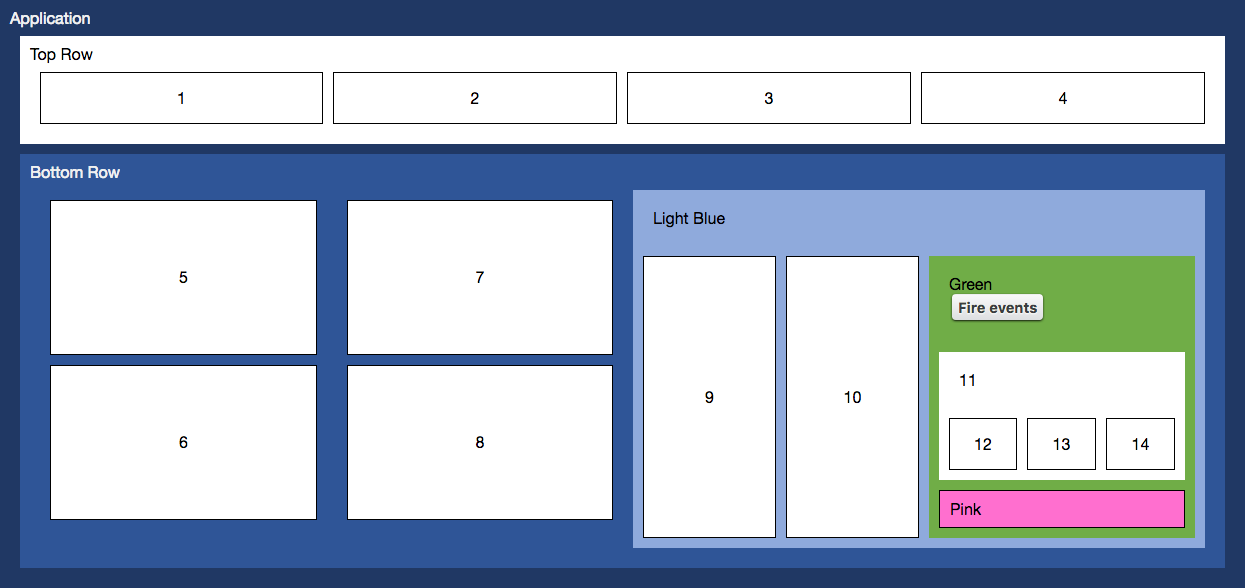 Application
Top Row
1
2
3
4
Bottom Row
5
7
6
8
Light Blue
9
10
Green
Fire events
11
12
13
14
Pink